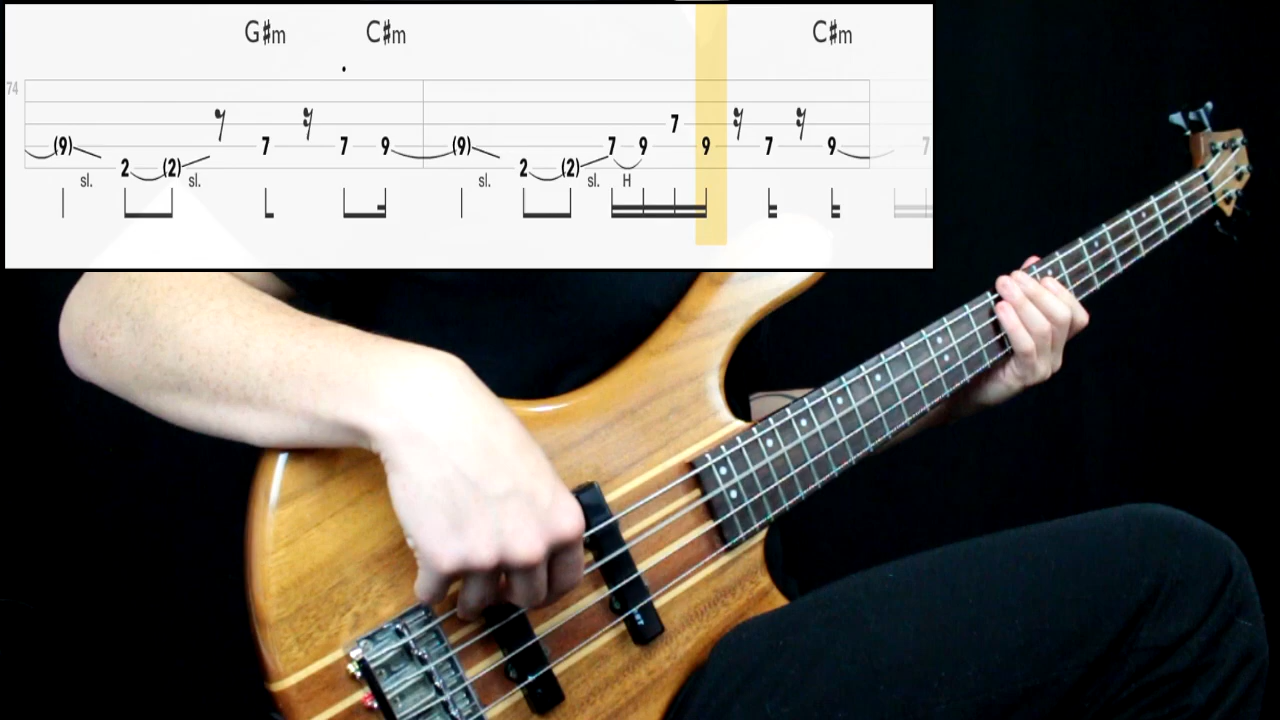 G#m C#m C#m
74
7
(9) 7 7 9 (9) 7 9 9 7 9 7
2 (2) 2 (2)
sl. sl. sl. sl. H